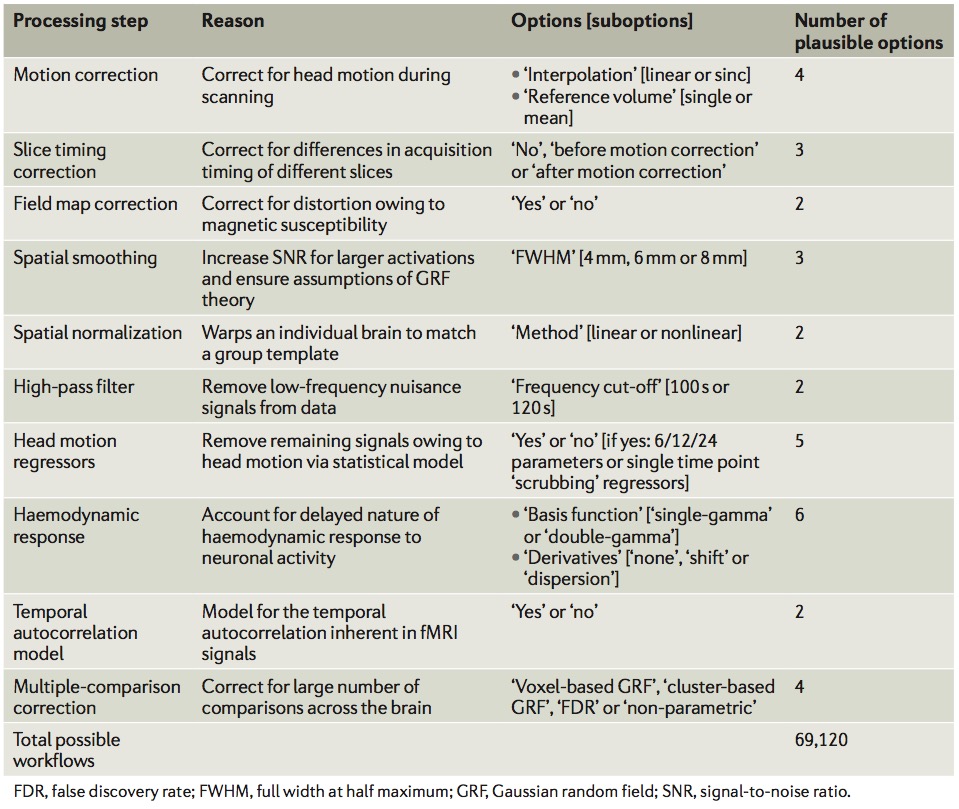 Processing step Reason Options [suboptions] Number of
plausible options
Motion correction Correct for head motion during • ‘Interpolation’ [linear or sinc] 4
scanning • ‘Reference volume’ [single or
mean]
Slice timing Correct for differences in acquisition ‘No’, ‘before motion correction’ 3
correction timing of different slices or ‘after motion correction’
Field map correction Correct for distortion owing to ‘Yes’ or ‘no’ 2
magnetic susceptibility
Spatial smoothing Increase SNR for larger activations ‘FWHM’ [4 mm, 6 mm or 8 mm] 3
and ensure assumptions of GRF
theory
Spatial normalization Warps an individual brain to match ‘Method’ [linear or nonlinear] 2
a group template
High-pass filter Remove low-frequency nuisance ‘Frequency cut-off’ [100 s or 2
signals from data 120 s]
Head motion Remove remaining signals owing to ‘Yes’ or ‘no’ [if yes: 6/12/24 5
regressors head motion via statistical model parameters or single time point
‘scrubbing’ regressors]
Haemodynamic Account for delayed nature of • ‘Basis function’ [‘single-gamma’ 6
response haemodynamic response to or ‘double-gamma’]
neuronal activity • ‘Derivatives’ [‘none’, ‘shift’ or
‘dispersion’]
Temporal Model for the temporal ‘Yes’ or ‘no’ 2
autocorrelation autocorrelation inherent in fMRI
model signals
Multiple-comparison Correct for large number of ‘Voxel-based GRF’, ‘cluster-based 4
correction comparisons across the brain GRF’, ‘FDR’ or ‘non-parametric’
Total possible 69,120
workflows
FDR, false discovery rate; FWHM, full width at half maximum; GRF, Gaussian random field; SNR, signal-to-noise ratio.